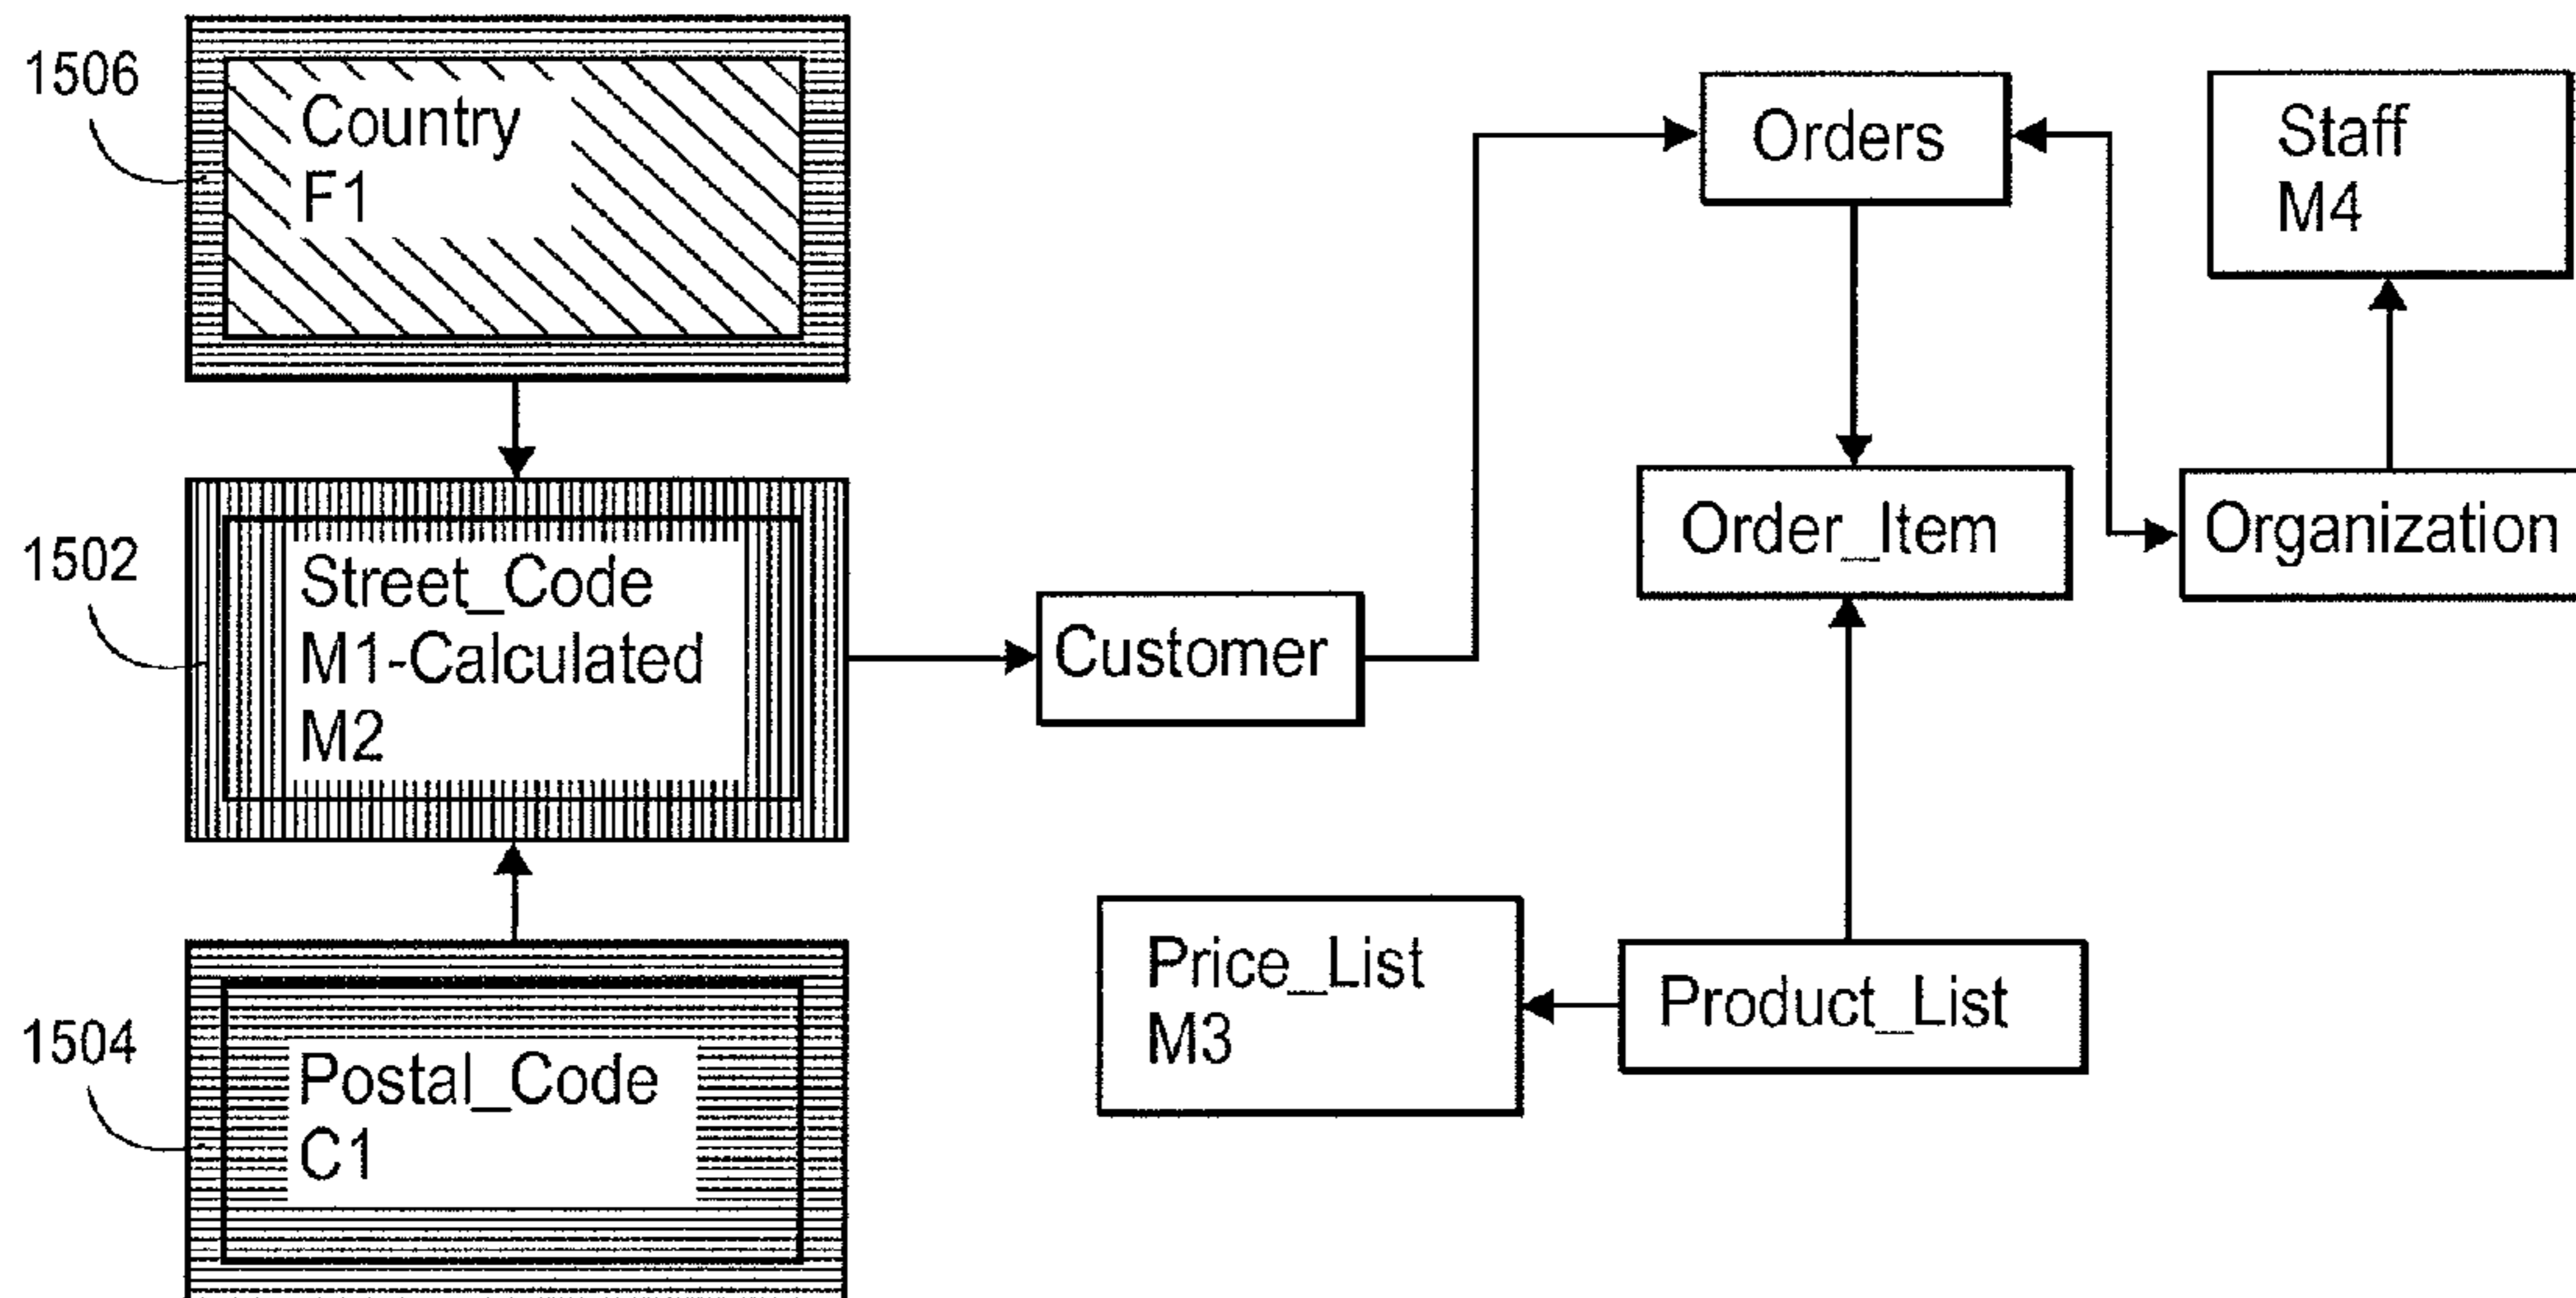 1506
Country
F1
Orders
Staff
M4
1502
Street_Code
M1-Calculated
M2
Customer
Order_Item
Organization
1504
Postal_Code
C1
Price_List
M3
Product_List